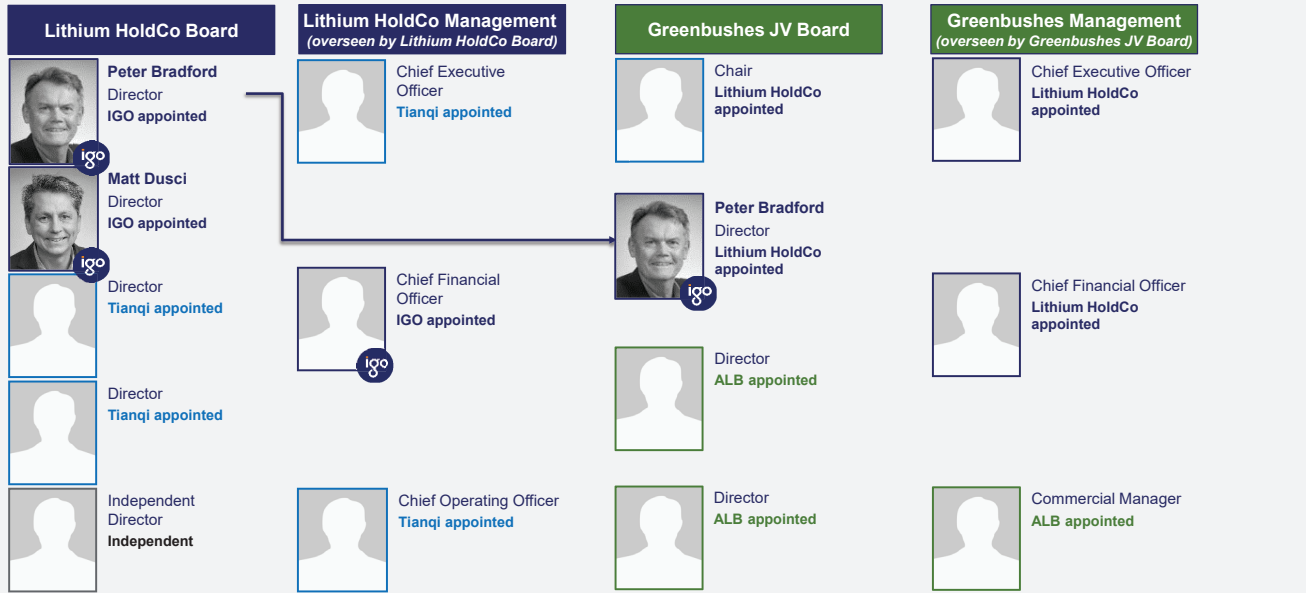 Lithium HoldCo Board
Peter Bradford
Director
IGO appointed
igo
Matt Dusci
Director
IGO appointed
igo
Director
Tianqi appointed
Director
Tianqi appointed
Independent
Director
Independent
Lithium HoldCo Management
(overseen by Lithium HoldCo Board)
Chief Executive
Officer
Tianqi appointed
Chief Financial
Officer
IGO appointed
igo
Chief Operating Officer
Tianqi appointed
Greenbushes JV Board
Chair
Lithium HoldCo
appointed
Peter Bradford
Director
Lithium HoldCo
appointed
igo
Director
ALB appointed
Director
ALB appointed
Greenbushes Management
(overseen by Greenbushes JV Board)
Chief Executive Officer
Lithium HoldCo
appointed
Chief Financial Officer
Lithium HoldCo
appointed
Commercial Manager
ALB appointed